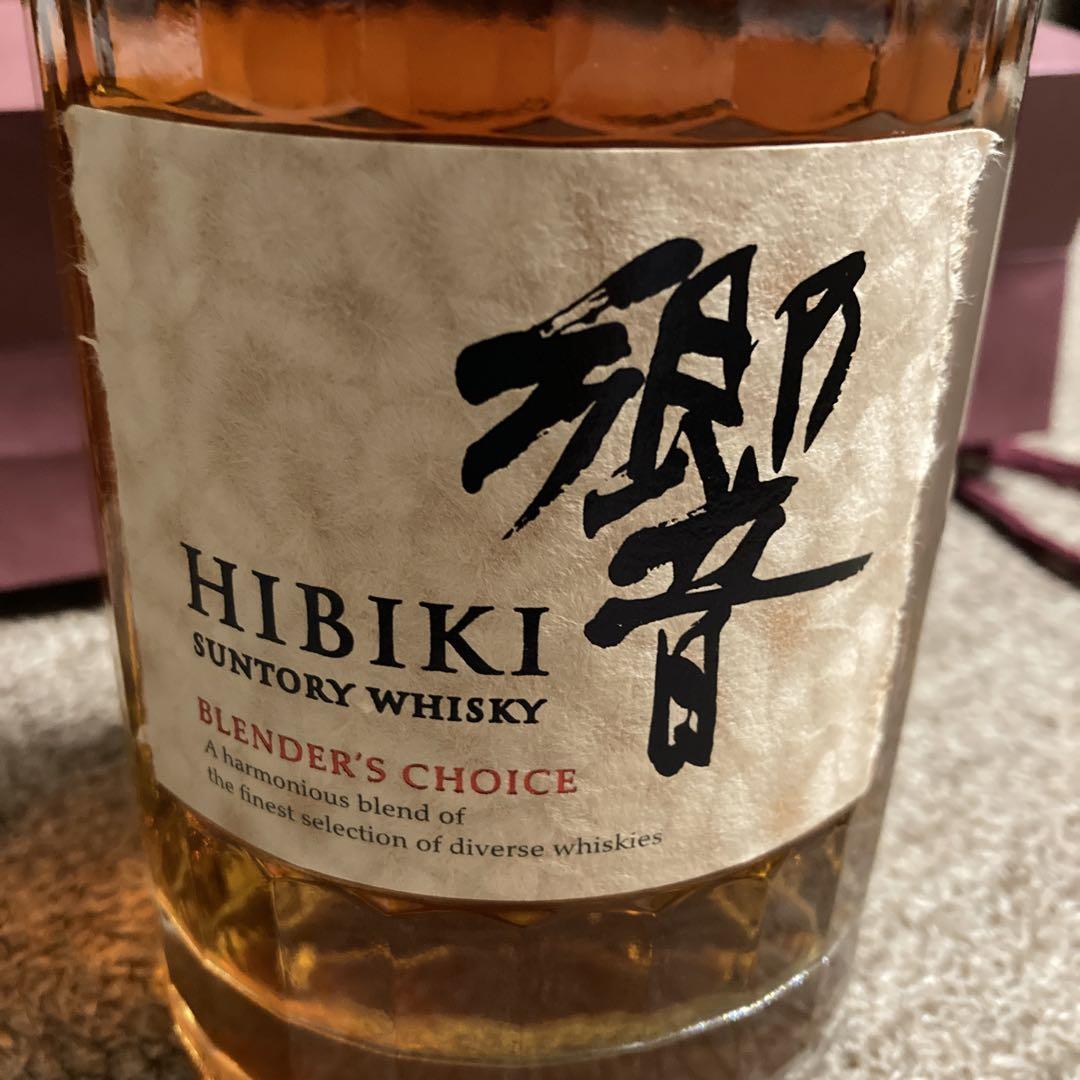 響
HIBIKI
SUNTORY WHISKY
BLENDER'S CHOICE
A harmonious blend of
the finest selection of diverse whiskies